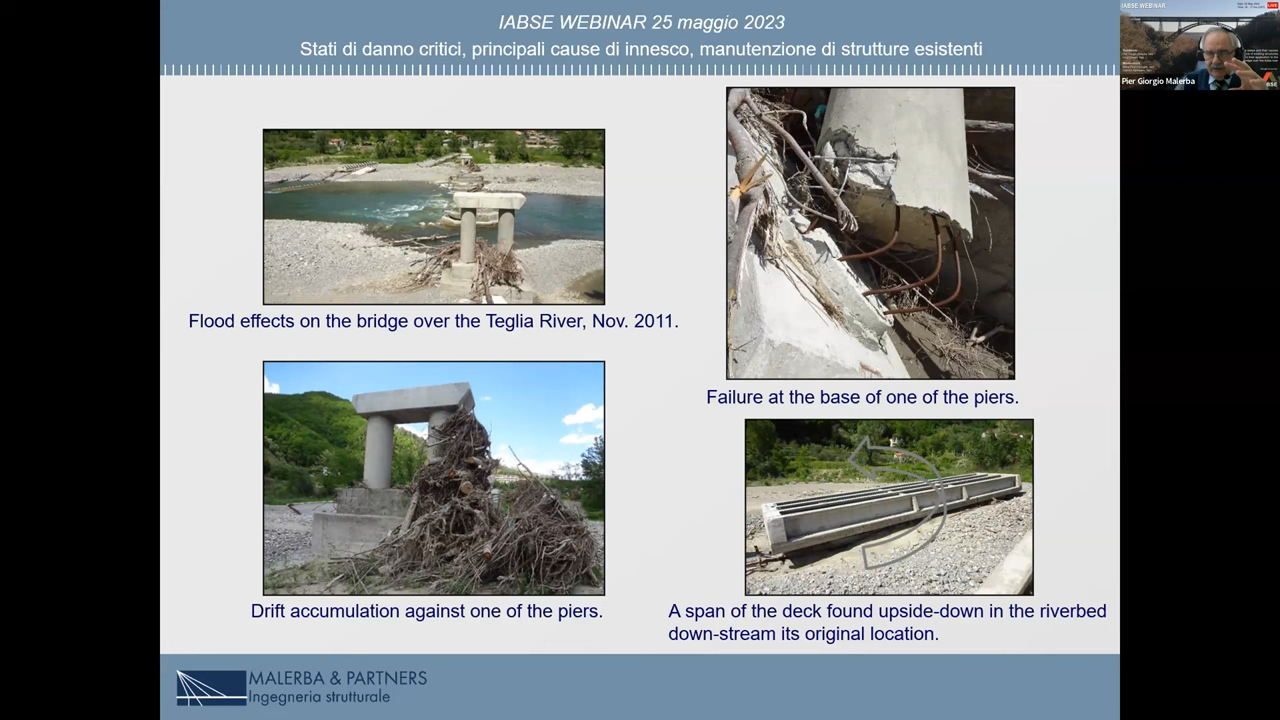 IABSE WEBINAR 25 maggio 2023
Stati di danno critici, principali cause di innesco, manutenzione di strutture esistenti
IABSE WEBINAR
LIVE
Pier Giorgio Malerba
Flood effects on the bridge over the Teglia River, Nov. 2011.
Failure at the base of one of the piers.
Drift accumulation against one of the piers.
A span of the deck found upside-down in the riverbed
down-stream its original location.
MALERBA & PARTNERS
Ingegneria strutturale